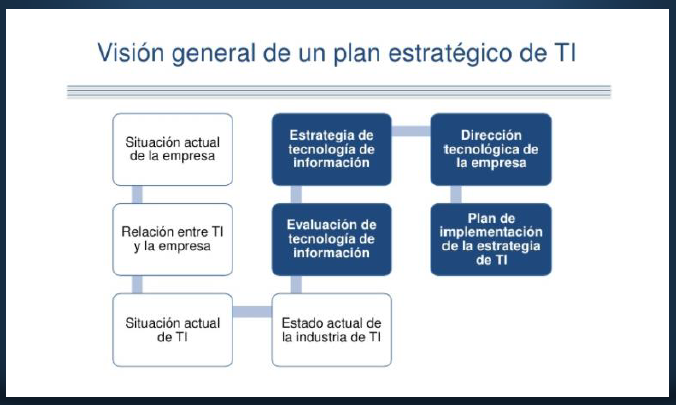 Visión general de un plan estratégico de TI
Situación actual
de la empresa
Relación entre TI
y la empresa
Situación actual
de TI
Estado actual de
la industria de TI
Evaluación de
tecnología de
información
Estrategia de
tecnología de
información
Dirección
tecnológica de
la empresa
Plan de
implementación
de la estrategia
de TI